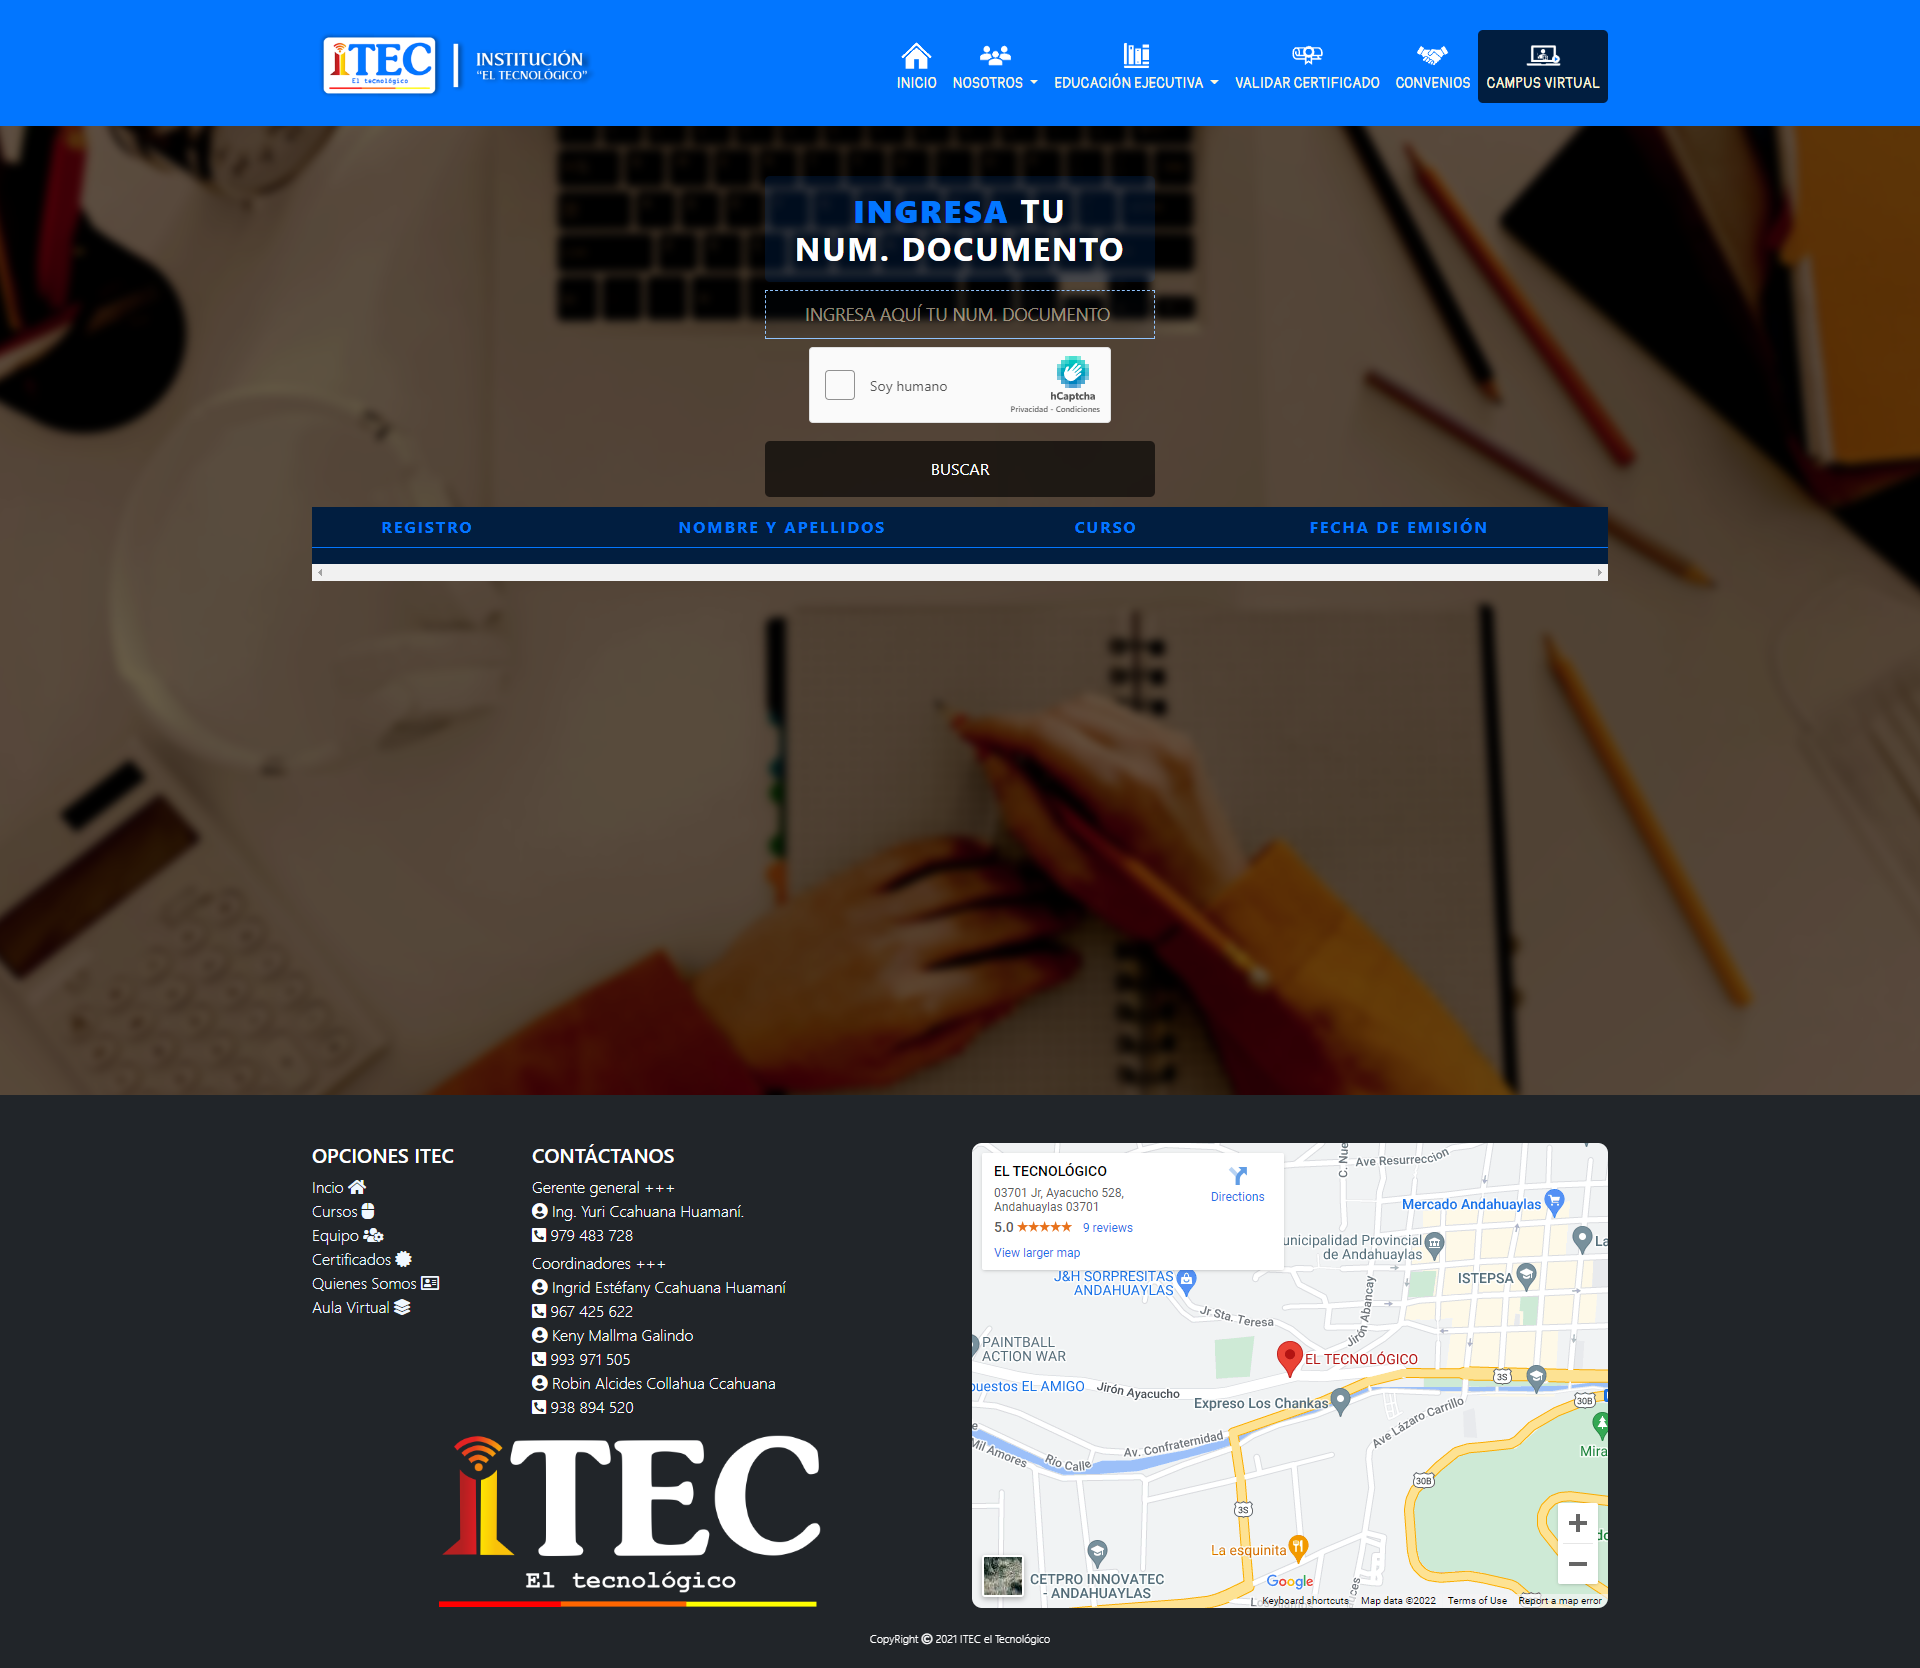 iTEC
El tecnológico
INSTITUCIÓN
"EL TECNOLÓGICO"
INICIO
NOSOTROS
EDUCACIÓN EJECUTIVA
VALIDAR CERTIFICADO
CONVENIOS
CAMPUS VIRTUAL
INGRESA TU
NUM. DOCUMENTO
INGRESA AQUÍ TU NUM. DOCUMENTO
Soy humano
hCaptcha
Privacidad - Condiciones
BUSCAR
REGISTRO NOMBRE Y APELLIDOS CURSO FECHA DE EMISIÓN
OPCIONES ITEC
Incio
Cursos
Equipo
Certificados
Quienes Somos
Aula Virtual
CONTÁCTANOS
Gerente general +++
Ing. Yuri Ccahuana Huamaní.
979 483 728
Coordinadores +++
Ingrid Estéfany Ccahuana Huamaní
967 425 622
Keny Mallma Galindo
993 971 505
Robin Alcides Collahua Ccahuana
938 894 520
iTEC
El tecnológico
EL TECNOLÓGICO
03701 Jr, Ayacucho 528,
Andahuaylas 03701
5.0 ★★★★★ 9 reviews
View larger map
Directions
C. Nue
Ave Resurreccion
Mercado Andahuaylas
unicipalidad Provincial
de Andahuaylas
La
ISTEPSA
J&H SORPRESITAS
ANDAHUAYLAS
Jr Sta. Teresa
Jirón Abancay
PAINTBALL
ACTION WAR
EL TECNOLÓGICO
puestos EL AMIGO
Jirón Ayacucho
3S
30B
Expreso Los Chankas
Ave Lázaro Carrillo
Mira
Mil Amores
Río Calle
Av. Confraternidad
30B
3S
La esquinita
CETPRO INNOVATEC
- ANDAHUAYLAS
Google
Keyboard shortcuts Map data ©2022 Terms of Use Report a map error
CopyRight © 2021 ITEC el Tecnológico